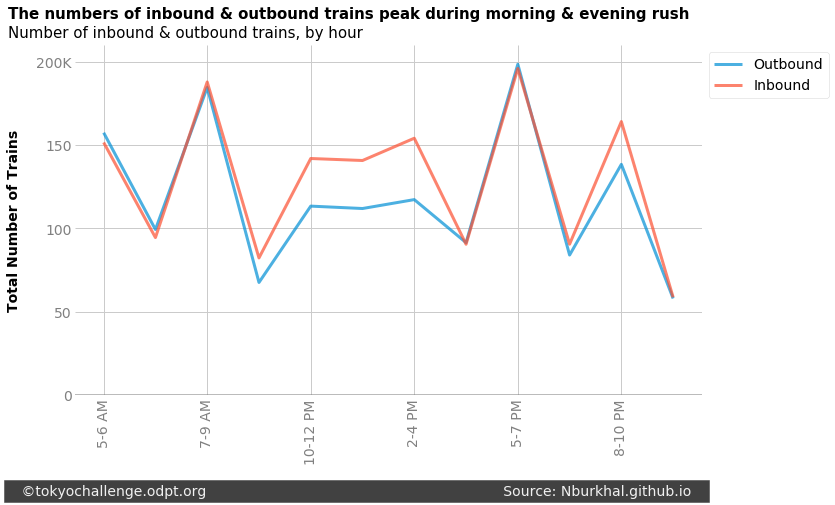 The numbers of inbound & outbound trains peak during morning & evening rush
Number of inbound & outbound trains, by hour
Outbound
Inbound
Total Number of Trains
200K
150
100
50
0
5-6 AM
7-9 AM
10-12 PM
2-4 PM
5-7 PM
8-10 PM
©tokyochallenge.odpt.org
Source: Nburkhal.github.io